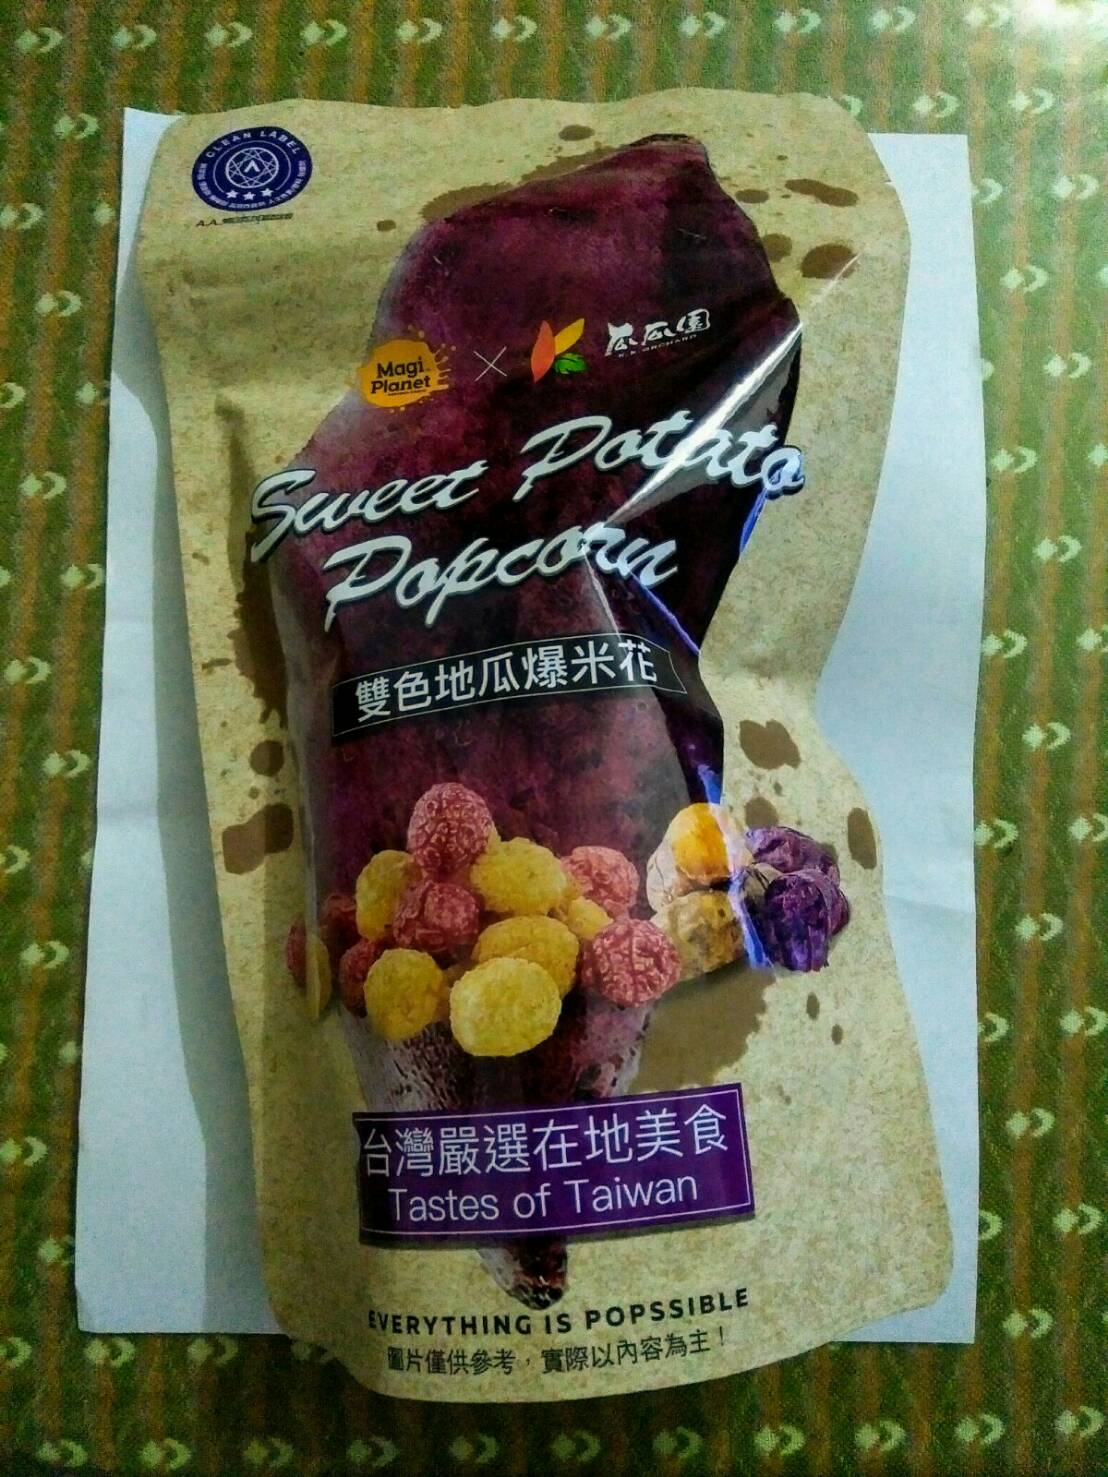 CLEAN LABEL
A.A.
Magi
Planet
瓜瓜園
K.K. ORCHARD
Sweet Potato
Popcorn
雙色地瓜爆米花
台灣嚴選在地美食
Tastes of Taiwan
EVERYTHING IS POPSSIBLE
圖片僅供參考，實際以內容為主！